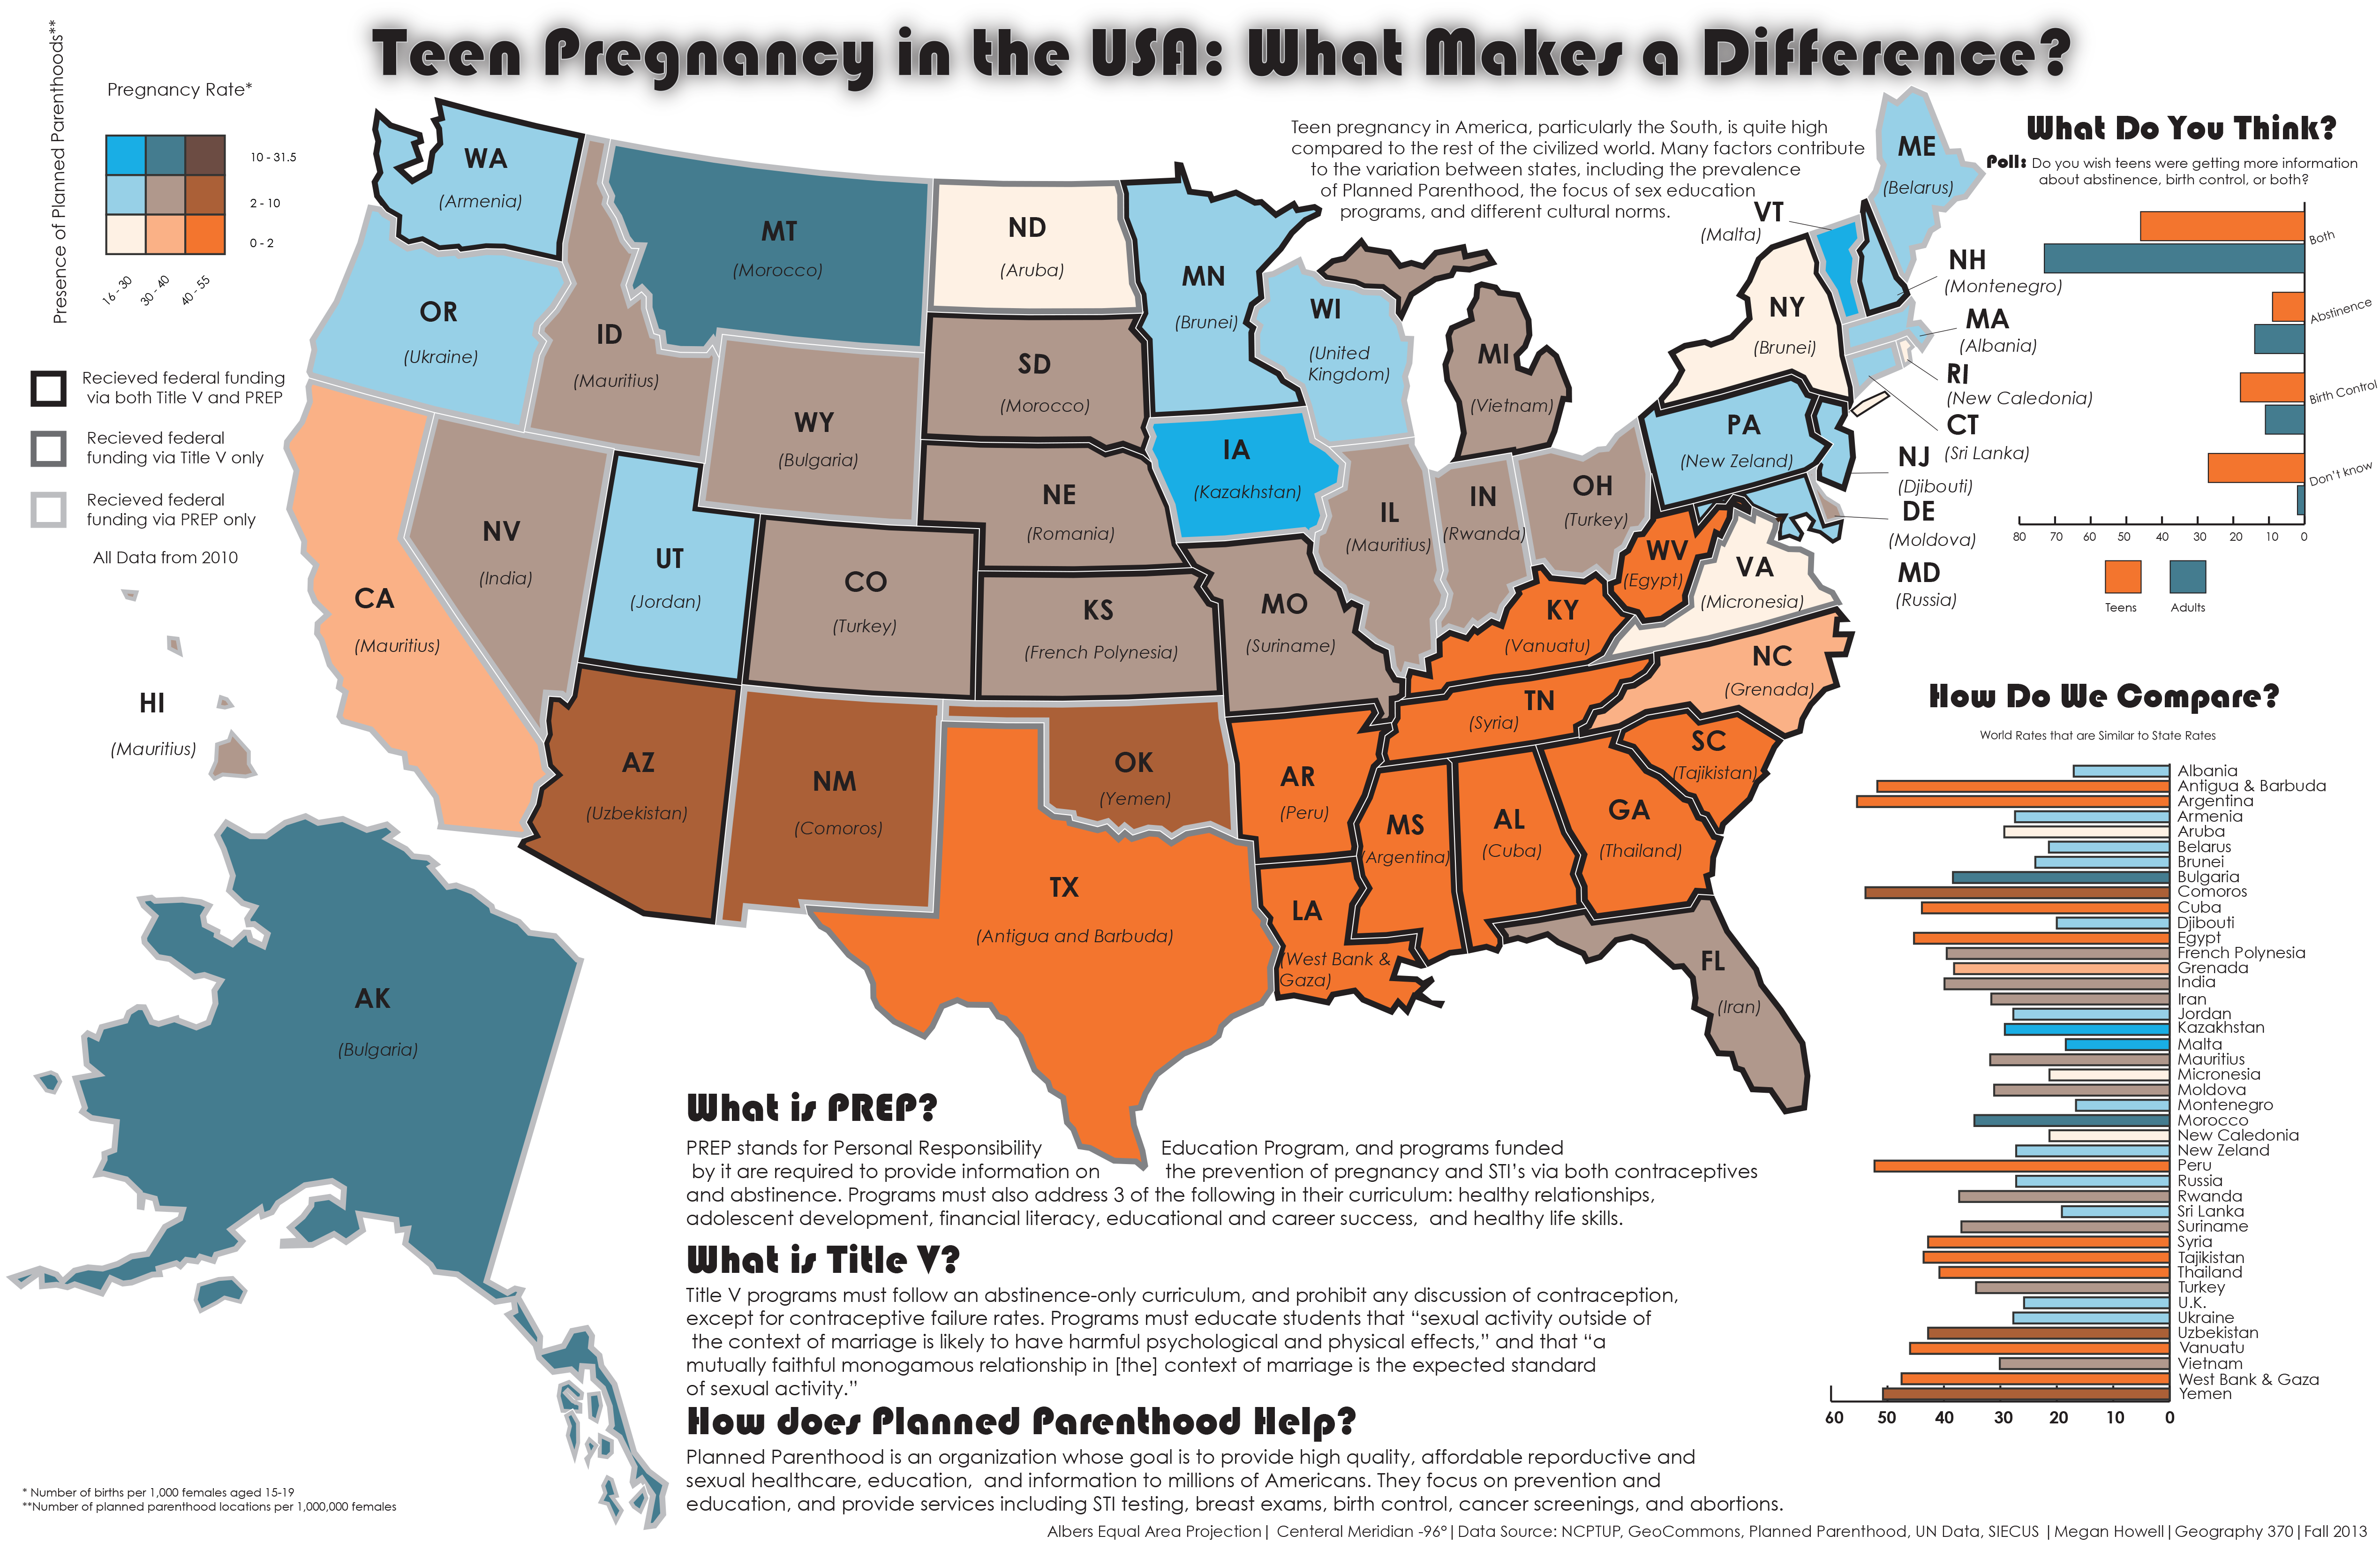 Teen Pregnancy in the USA: What Makes a Difference?
Presence of Planned Parenthoods**
Pregnancy Rate*
10 - 31.5
2 - 10
0 - 2
16 - 30
30 - 40
40 - 55
Recieved federal funding
via both Title V and PREP
Recieved federal
funding via Title V only
Recieved federal
funding via PREP only
All Data from 2010
Teen pregnancy in America, particularly the South, is quite high
compared to the rest of the civilized world. Many factors contribute
to the variation between states, including the prevalence
of Planned Parenthood, the focus of sex education
programs, and different cultural norms.
WA
(Armenia)
OR
(Ukraine)
CA
(Mauritius)
ID
(Mauritius)
NV
(India)
MT
(Morocco)
WY
(Bulgaria)
UT
(Jordan)
CO
(Turkey)
AZ
(Uzbekistan)
NM
(Comoros)
ND
(Aruba)
SD
(Morocco)
NE
(Romania)
KS
(French Polynesia)
OK
(Yemen)
TX
(Antigua and Barbuda)
MN
(Brunei)
IA
(Kazakhstan)
MO
(Suriname)
AR
(Peru)
LA
(West Bank &
Gaza)
WI
(United
Kingdom)
IL
(Mauritius)
MI
(Vietnam)
IN
(Rwanda)
OH
(Turkey)
KY
(Vanuatu)
TN
(Syria)
MS
(Argentina)
AL
(Cuba)
GA
(Thailand)
FL
(Iran)
SC
(Tajikistan)
NC
(Grenada)
VA
(Micronesia)
WV
(Egypt)
PA
(New Zeland)
NY
(Brunei)
VT
(Malta)
ME
(Belarus)
NH
(Montenegro)
MA
(Albania)
RI
(New Caledonia)
CT
(Sri Lanka)
NJ
(Djibouti)
DE
(Moldova)
MD
(Russia)
HI
(Mauritius)
AK
(Bulgaria)
What Do You Think?
Poll: Do you wish teens were getting more information
about abstinence, birth control, or both?
Both
Abstinence
Birth Control
Don't know
80 70 60 50 40 30 20 10 0
Teens
Adults
How Do We Compare?
World Rates that are Similar to State Rates
Albania
Antigua & Barbuda
Argentina
Armenia
Aruba
Belarus
Brunei
Bulgaria
Comoros
Cuba
Djibouti
Egypt
French Polynesia
Grenada
India
Iran
Jordan
Kazakhstan
Malta
Mauritius
Micronesia
Moldova
Montenegro
Morocco
New Caledonia
New Zeland
Peru
Russia
Rwanda
Sri Lanka
Suriname
Syria
Tajikistan
Thailand
Turkey
U.K.
Ukraine
Uzbekistan
Vanuatu
Vietnam
West Bank & Gaza
Yemen
60 50 40 30 20 10 0
What is PREP?
PREP stands for Personal Responsibility Education Program, and programs funded
by it are required to provide information on the prevention of pregnancy and STI's via both contraceptives
and abstinence. Programs must also address 3 of the following in their curriculum: healthy relationships,
adolescent development, financial literacy, educational and career success, and healthy life skills.
What is Title V?
Title V programs must follow an abstinence-only curriculum, and prohibit any discussion of contraception,
except for contraceptive failure rates. Programs must educate students that “sexual activity outside of
the context of marriage is likely to have harmful psychological and physical effects,” and that “a
mutually faithful monogamous relationship in [the] context of marriage is the expected standard
of sexual activity.”
How does Planned Parenthood Help?
Planned Parenthood is an organization whose goal is to provide high quality, affordable reporductive and
sexual healthcare, education, and information to millions of Americans. They focus on prevention and
education, and provide services including STI testing, breast exams, birth control, cancer screenings, and abortions.
* Number of births per 1,000 females aged 15-19
**Number of planned parenthood locations per 1,000,000 females
Albers Equal Area Projection| Centeral Meridian -96°|Data Source: NCPTUP, GeoCommons, Planned Parenthood, UN Data, SIECUS |Megan Howell|Geography 370|Fall 2013